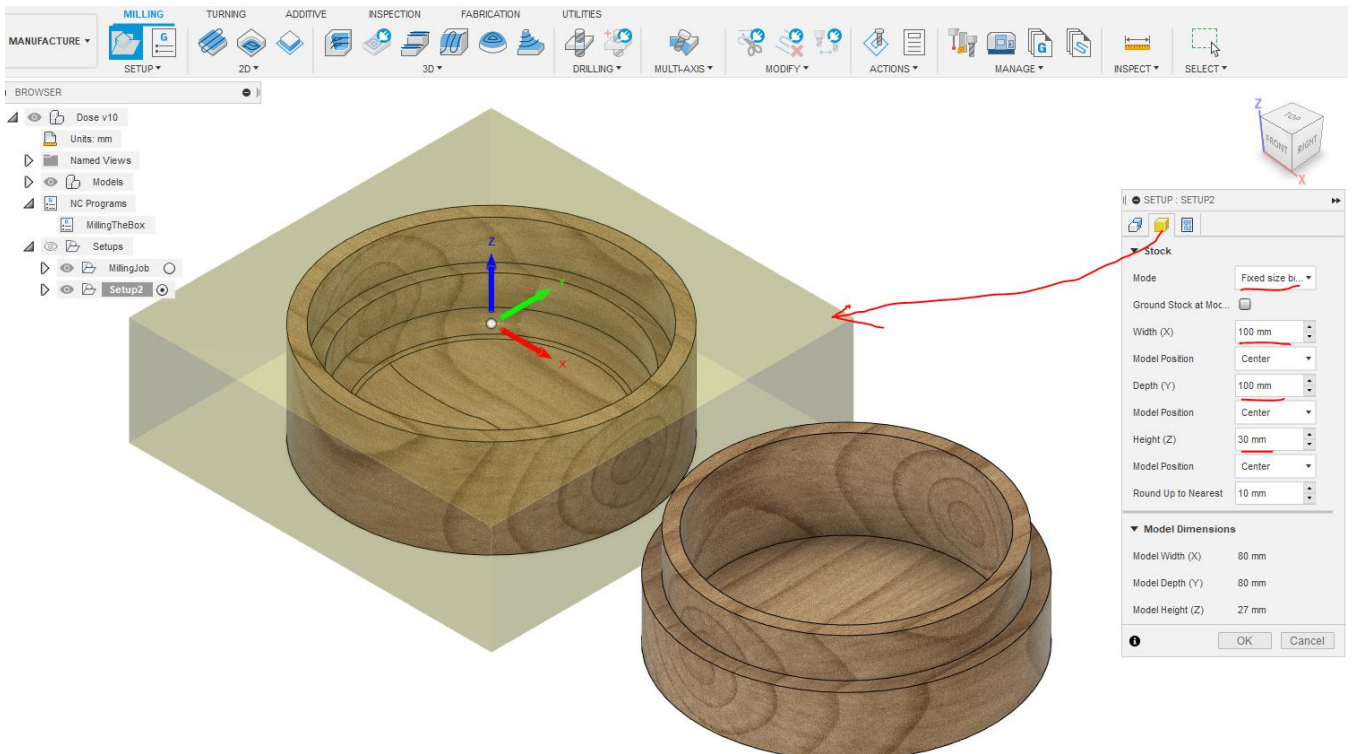 MILLING TURNING ADDITIVE INSPECTION FABRICATION UTILITIES
MANUFACTURE
SETUP 2D 3D DRILLING MULTI-AXIS MODIFY ACTIONS MANAGE INSPECT SELECT
BROWSER
Dose v10
Units: mm
Named Views
Models
NC Programs
MillingTheBox
Setups
MillingJob
Setup2
Z
X
Z
TOP
FRONT
RIGHT
X
SETUP : SETUP2
Stock
Mode Fixed size b...
Ground Stock at Moc...
Width (X) 100 mm
Model Position Center
Depth (Y) 100 mm
Model Position Center
Height (Z) 30 mm
Model Position Center
Round Up to Nearest 10 mm
Model Dimensions
Model Width (X) 80 mm
Model Depth (Y) 80 mm
Model Height (Z) 27 mm
OK Cancel